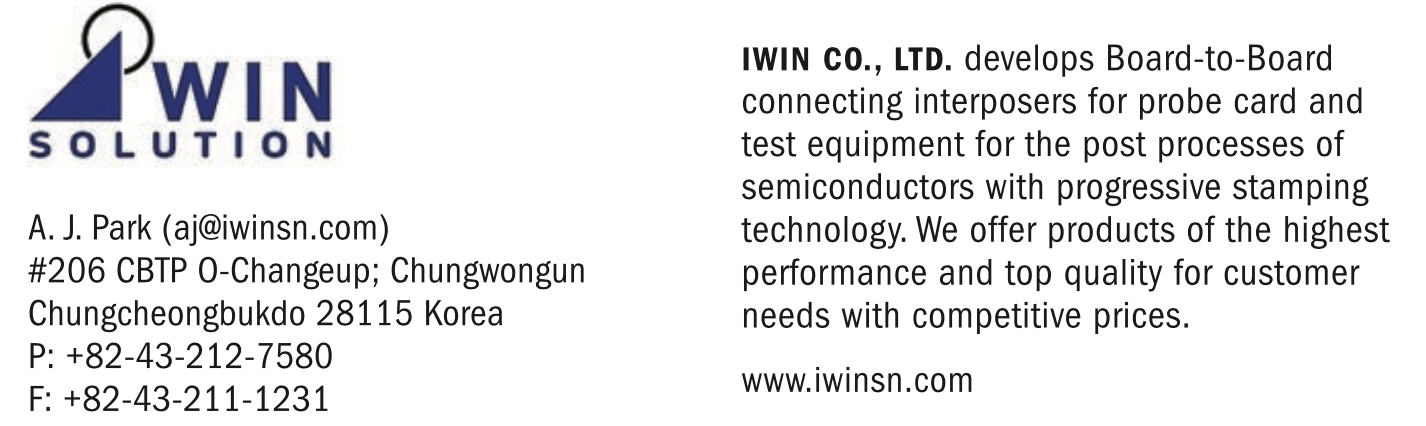 IWIN
SOLUTION
A. J. Park (aj@iwinsn.com)
#206 CBTP O-Changeup; Chungwongun
Chungcheongbukdo 28115 Korea
P: +82-43-212-7580
F: +82-43-211-1231
IWIN CO., LTD. develops Board-to-Board
connecting interposers for probe card and
test equipment for the post processes of
semiconductors with progressive stamping
technology. We offer products of the highest
performance and top quality for customer
needs with competitive prices.
www.iwinsn.com